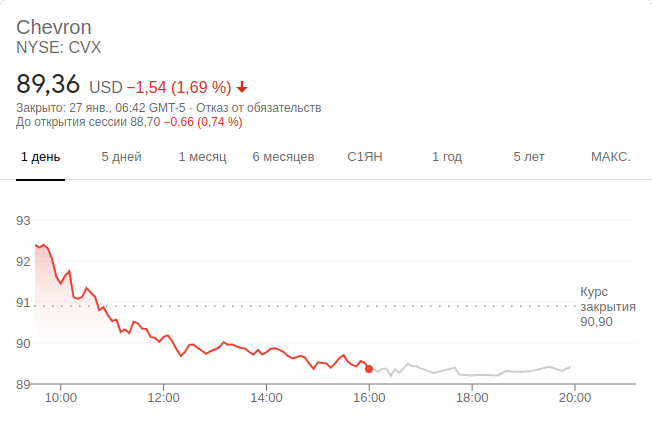 Chevron
NYSE: CVX
89,36 USD −1,54 (1,69 %)
Закрыто: 27 янв., 06:42 GMT-5 · Отказ от обязательств
До открытия сессии 88,70 −0,66 (0,74 %)
1 день 5 дней 1 месяц 6 месяцев С1ЯН 1 год 5 лет МАКС.
93
92
91
90
89
Курс
закрытия
90,90
10:00 12:00 14:00 16:00 18:00 20:00